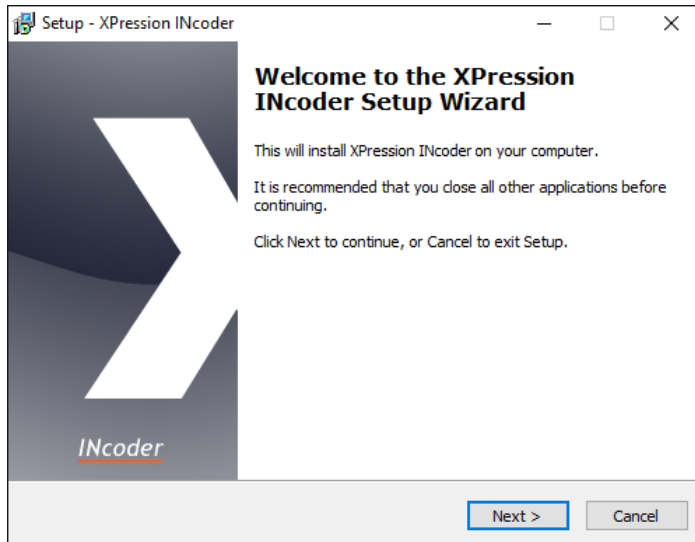 Setup - XPression INcoder
Welcome to the XPression
INcoder Setup Wizard
This will install XPression INcoder on your computer.
It is recommended that you close all other applications before
continuing.
Click Next to continue, or Cancel to exit Setup.
INcoder
Next >
Cancel